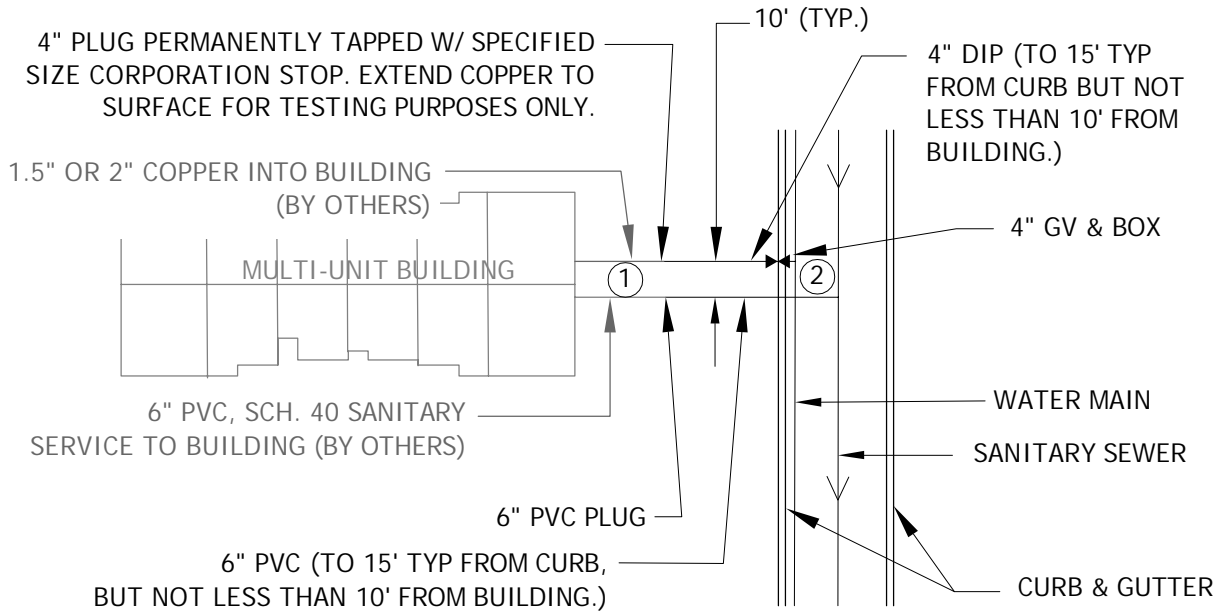 4" PLUG PERMANENTLY TAPPED W/ SPECIFIED
SIZE CORPORATION STOP. EXTEND COPPER TO
SURFACE FOR TESTING PURPOSES ONLY.
10' (TYP.)
4" DIP (TO 15' TYP
FROM CURB BUT NOT
LESS THAN 10' FROM
BUILDING.)
1.5" OR 2" COPPER INTO BUILDING
(BY OTHERS)
4" GV & BOX
MULTI-UNIT BUILDING
1
2
6" PVC, SCH. 40 SANITARY
SERVICE TO BUILDING (BY OTHERS)
WATER MAIN
SANITARY SEWER
6" PVC PLUG
6" PVC (TO 15' TYP FROM CURB,
BUT NOT LESS THAN 10' FROM BUILDING.)
CURB & GUTTER